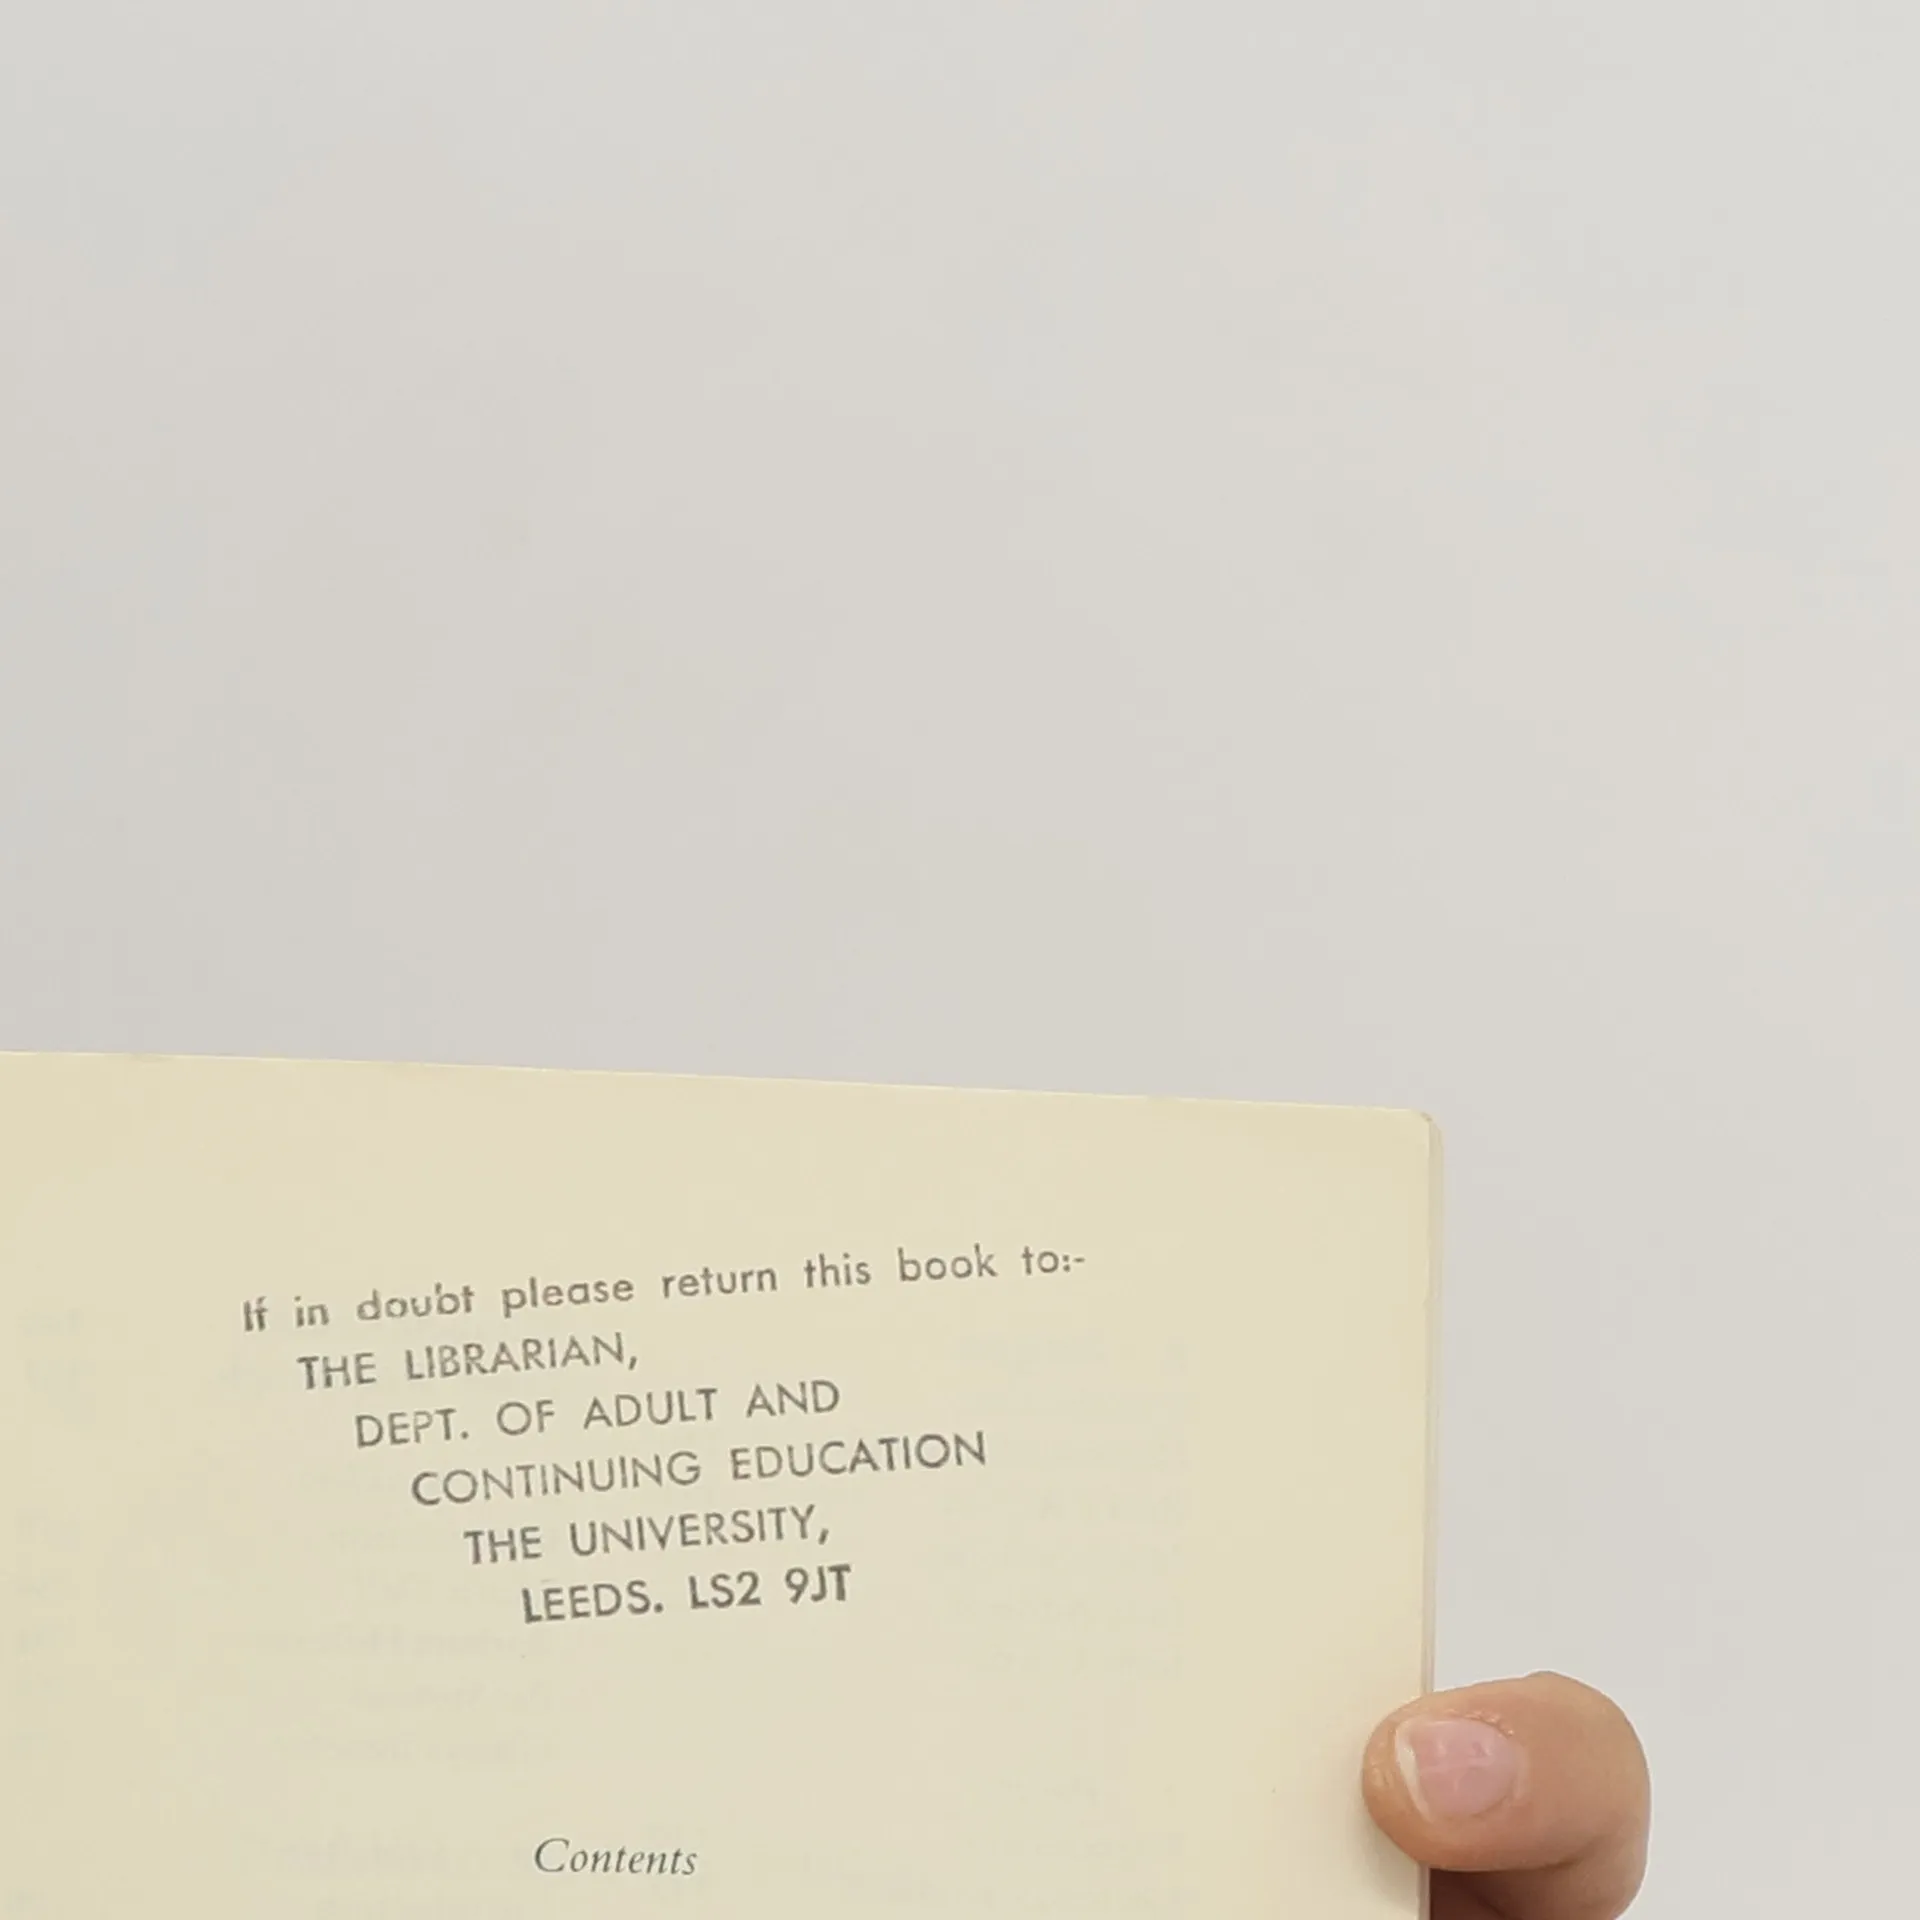 If in doubt please return this book to:-
THE LIBRARIAN,
DEPT. OF ADULT AND
CONTINUING EDUCATION
THE UNIVERSITY,
LEEDS. LS2 9JT
Contents